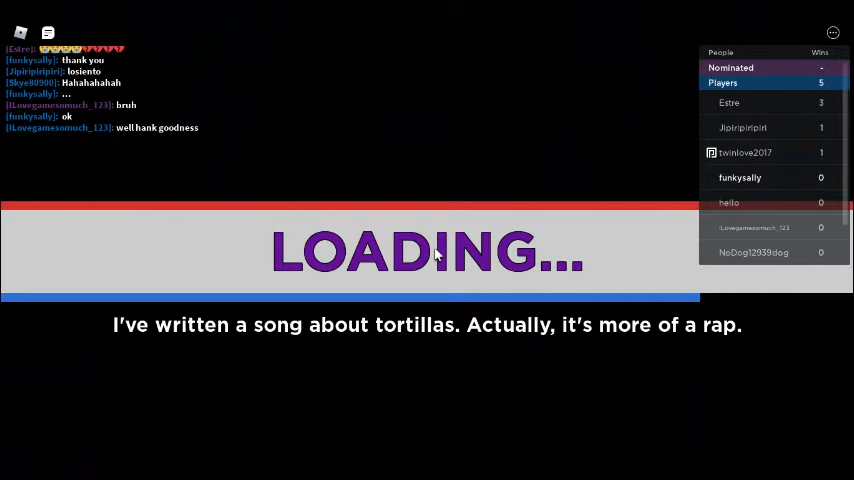 [Estre]:
[funkysally]: thank you
[Jipiripiripiri]: losiento
[Skye80900]: Hahahahahah
[funkysally]: ...
[ILovegamesomuch_123]: bruh
[funkysally]: ok
[ILovegamesomuch_123]: well hank goodness
People Wins
Nominated -
Players 5
Estre 3
Jipiripiripiri 1
twinlove2017 1
funkysally 0
hello 0
ILovegamesomuch_123 0
NoDog12939dog 0
LOADING...
I've written a song about tortillas. Actually, it's more of a rap.